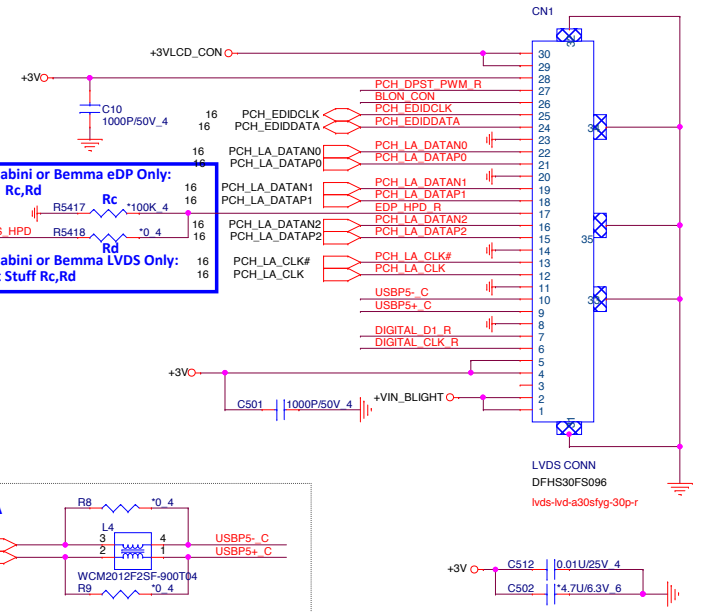 CN1
+3VLCD_CON
30
29
+3V
28
PCH_DPST_PWM_R
27
BLON_CON
26
C10
1000P/50V_4
16 PCH_EDIDCLK PCH_EDIDCLK
25
16 PCH_EDIDDATA PCH_EDIDDATA
24
23
16 PCH_LA_DATAN0 PCH_LA_DATAN0
22
16 PCH_LA_DATAP0 PCH_LA_DATAP0
21
20
abini or Bemma eDP Only:
Rc,Rd
16 PCH_LA_DATAN1 PCH_LA_DATAN1
19
16 PCH_LA_DATAP1 PCH_LA_DATAP1
18
R5417 Rc *100K_4
EDP_HPD_R
17
16 PCH_LA_DATAN2 PCH_LA_DATAN2
16
S_HPD R5418 *0_4
Rd
16 PCH_LA_DATAP2 PCH_LA_DATAP2
15
35
14
abini or Bemma LVDS Only:
t Stuff Rc,Rd
16 PCH_LA_CLK# PCH_LA_CLK#
13
16 PCH_LA_CLK PCH_LA_CLK
12
11
USBP5-_C
10
USBP5+_C
9
8
DIGITAL_D1_R
7
DIGITAL_CLK_R
6
5
+3V
4
3
+VIN_BLIGHT
2
1
C501 1000P/50V_4
LVDS CONN
DFHS30FS096
lvds-lvd-a30sfyg-30p-r
R8 *0_4
L4
3 4 USBP5-_C
2 1 USBP5+_C
WCM2012F2SF-900T04
R9 *0_4
+3V
C512 0.01U/25V_4
C502 *4.7U/6.3V_6